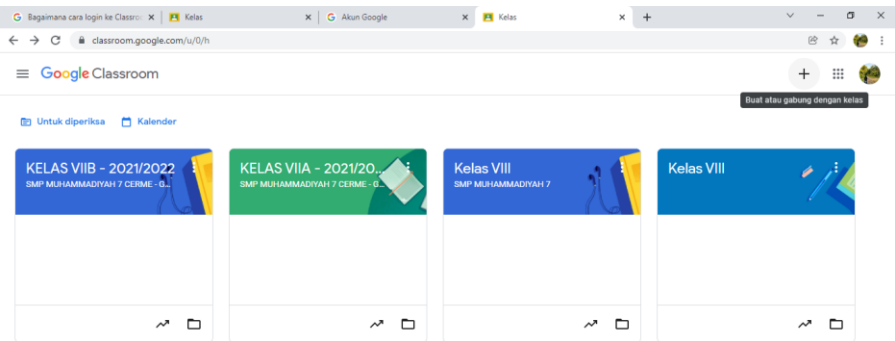 Bagaimana cara login ke Classro
Kelas
Akun Google
Kelas
classroom.google.com/u/0/h
Google Classroom
Buat atau gabung dengan kelas
Untuk diperiksa
Kalender
KELAS VIIB - 2021/2022
SMP MUHAMMADIYAH 7 CERME - G...
KELAS VIIA - 2021/20...
SMP MUHAMMADIYAH 7 CERME - G...
Kelas VIII
SMP MUHAMMADIYAH 7
Kelas VIII